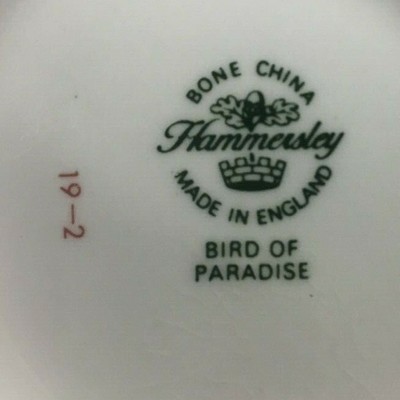 BONE CHINA
Hammersley
MADE IN ENGLAND
BIRD OF
PARADISE
19-2